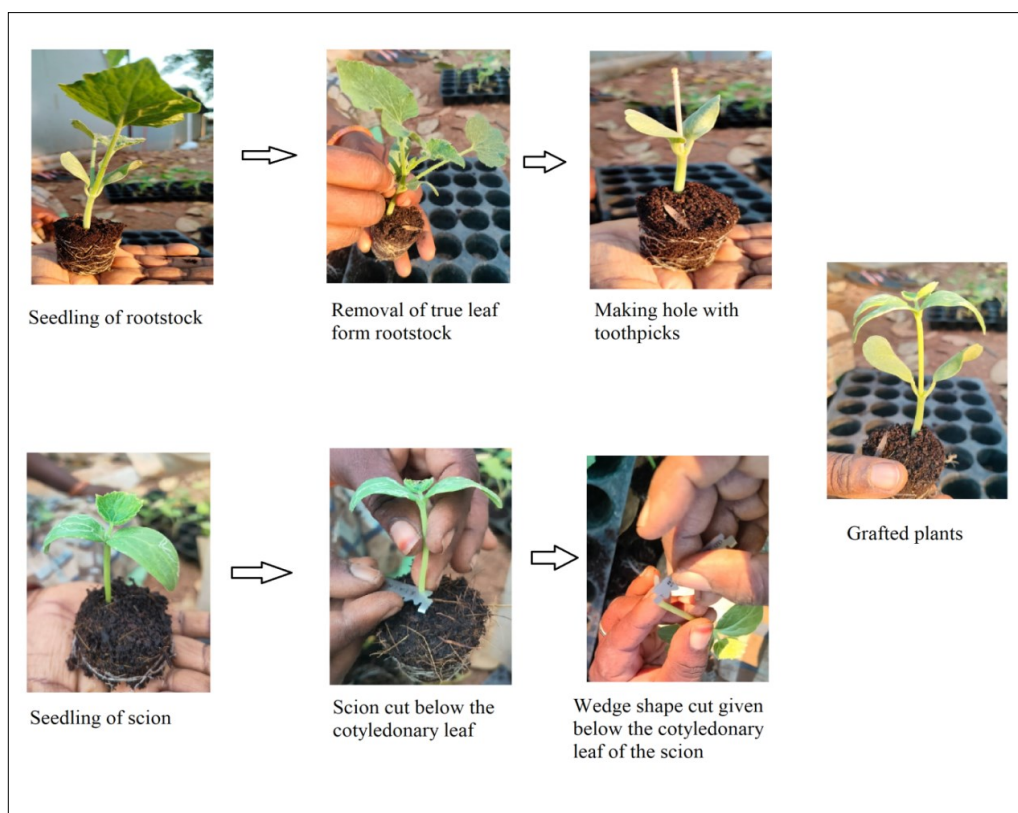 Seedling of rootstock
Removal of true leaf
form rootstock
Making hole with
toothpicks
Grafted plants
Seedling of scion
Scion cut below the
cotyledonary leaf
Wedge shape cut given
below the cotyledonary
leaf of the scion